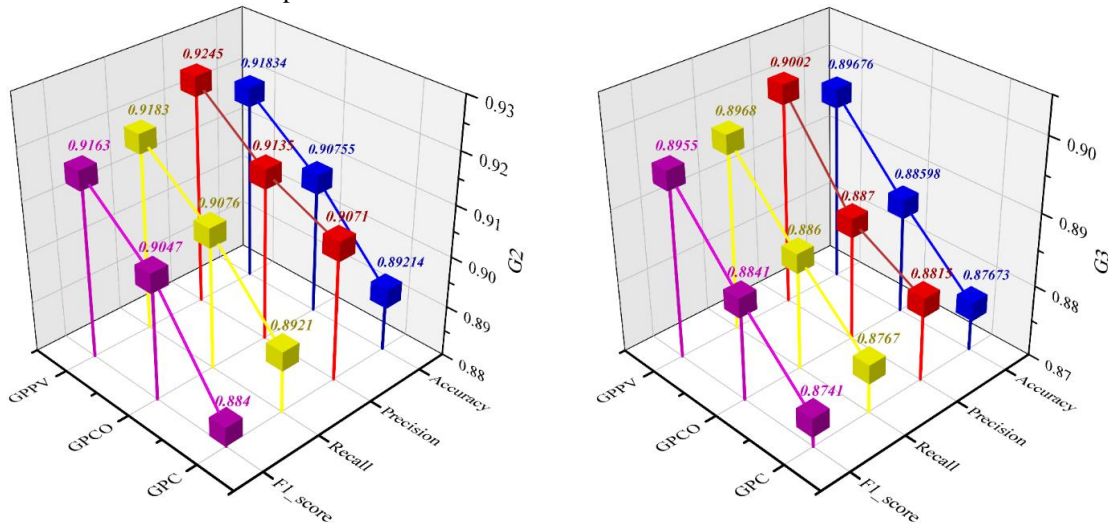 0.9245
0.91834
0.9183
0.9163
0.9135
0.90755
0.9076
0.9071
0.9047
0.89214
0.8921
0.884
0.93
0.92
0.91
0.90
0.89
0.88
G2
GPPV
GPCO
GPC
F1_score
Recall
Precision
Accuracy
0.9002
0.89676
0.8968
0.8955
0.887
0.88598
0.886
0.8841
0.8815
0.87673
0.8767
0.8741
0.90
0.89
0.88
0.87
G3
GPPV
GPCO
GPC
F1_score
Recall
Precision
Accuracy